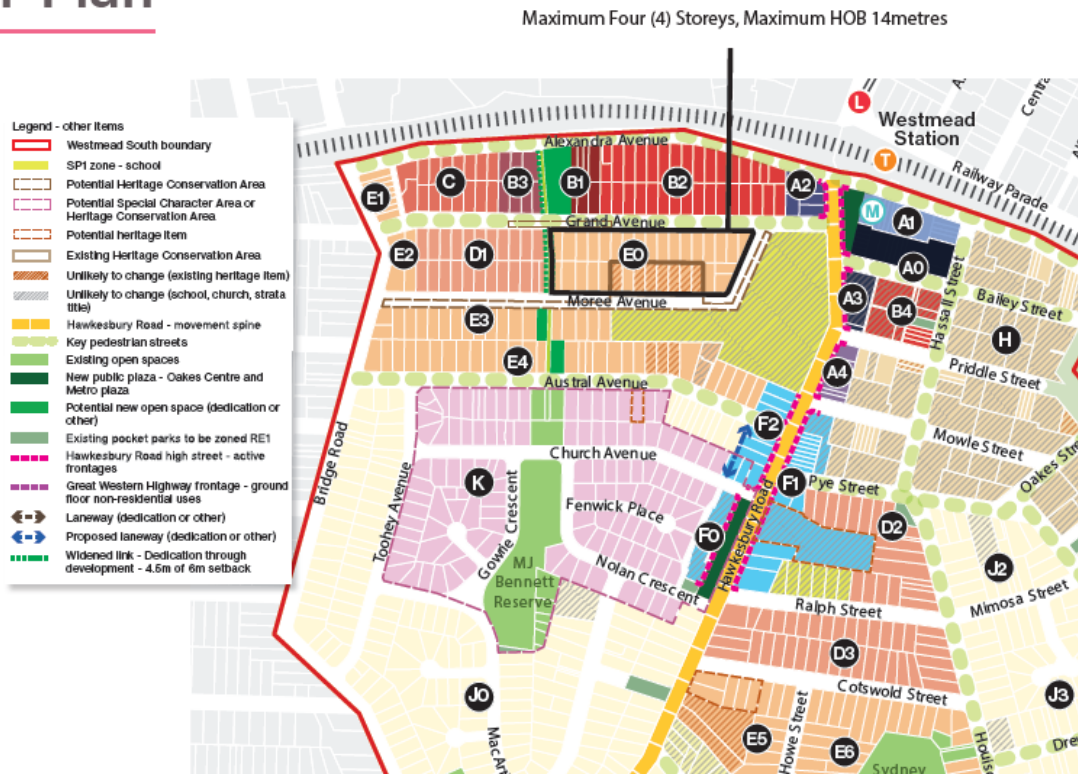 r Plan
Maximum Four (4) Storeys, Maximum HOB 14metres
Legend - other items
Westmead South boundary
SP1 zone - school
Potential Heritage Conservation Area
Potential Special Character Area or
Heritage Conservation Area
Potential heritage item
Existing Heritage Conservation Area
Unlikely to change (existing heritage item)
Unlikely to change (school, church, strata
title)
Hawkesbury Road - movement spine
Key pedestrian streets
Existing open spaces
New public plaza - Oakes Centre and
Metro plaza
Potential new open space (dedication or
other)
Existing pocket parks to be zoned RE1
Hawkesbury Road high street - active
frontages
Great Western Highway frontage - ground
floor non-residential uses
Laneway (dedication or other)
Proposed laneway (dedication or other)
Widened link - Dedication through
development - 4.5m of 6m setback
L
Westmead
Station
T
Railway Parade
Alexandra Avenue
E1
C
B3
B1
B2
A2
M
A1
Grand Avenue
E2
D1
E0
A0
Moree Avenue
A3
B4
Hassall Street
Bailey Street
E3
H
E4
A4
Priddle Street
Austral Avenue
F2
Mowle Street
Bridge Road
Church Avenue
K
Toohey Avenue
Gowrie Crescent
Fenwick Place
F1
Pye Street
F0
Hawkesbury Road
D2
Nolan Crescent
MJ
Bennett
Reserve
J2
Mimosa Street
Ralph Street
D3
Cotswold Street
J0
J3
E5
Howe Street
E6
Sydney